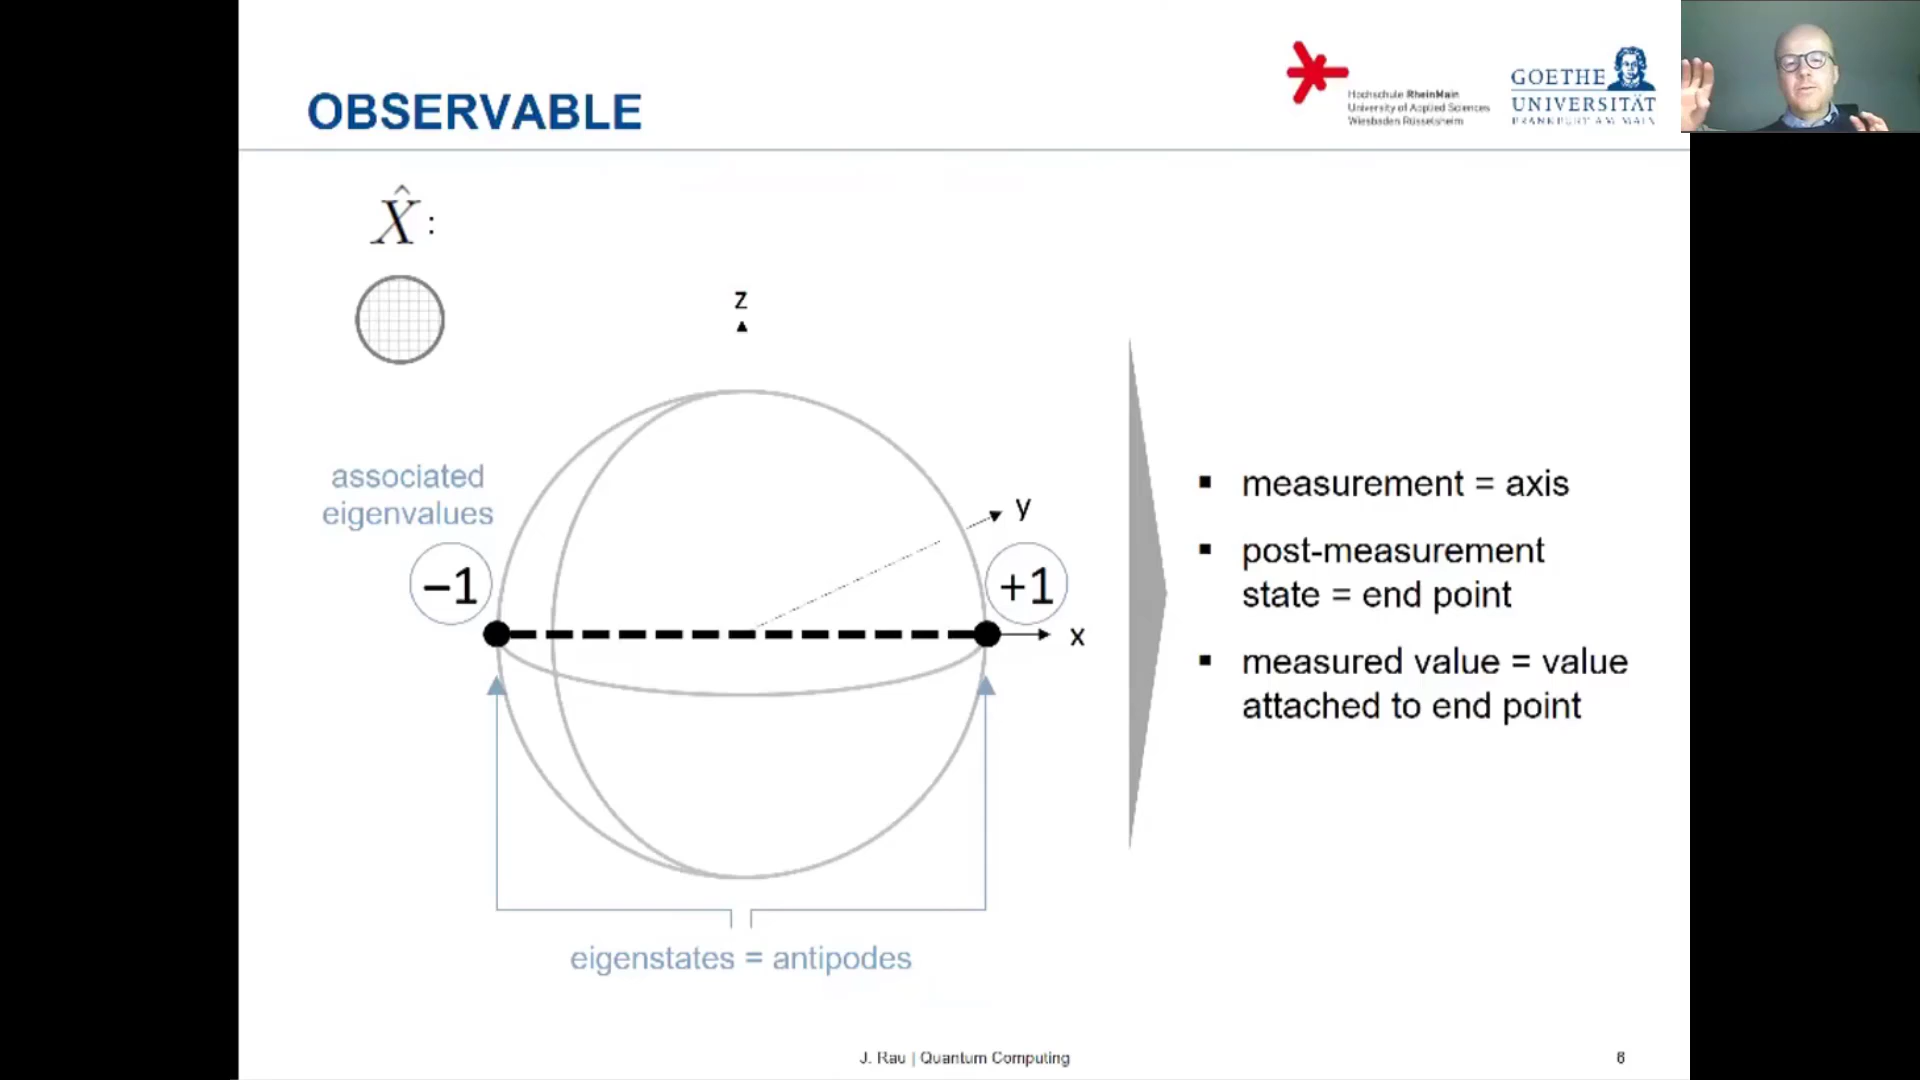 OBSERVABLE
Hochschule RheinMain
University of Applied Sciences
Wiesbaden Rüsselsheim
GOETHE
UNIVERSITÄT
FRANKFURT AM MAIN
X̂:
z
associated
eigenvalues
y
−1
+1
x
▪ measurement = axis
▪ post-measurement
state = end point
▪ measured value = value
attached to end point
eigenstates = antipodes
J. Rau | Quantum Computing
6